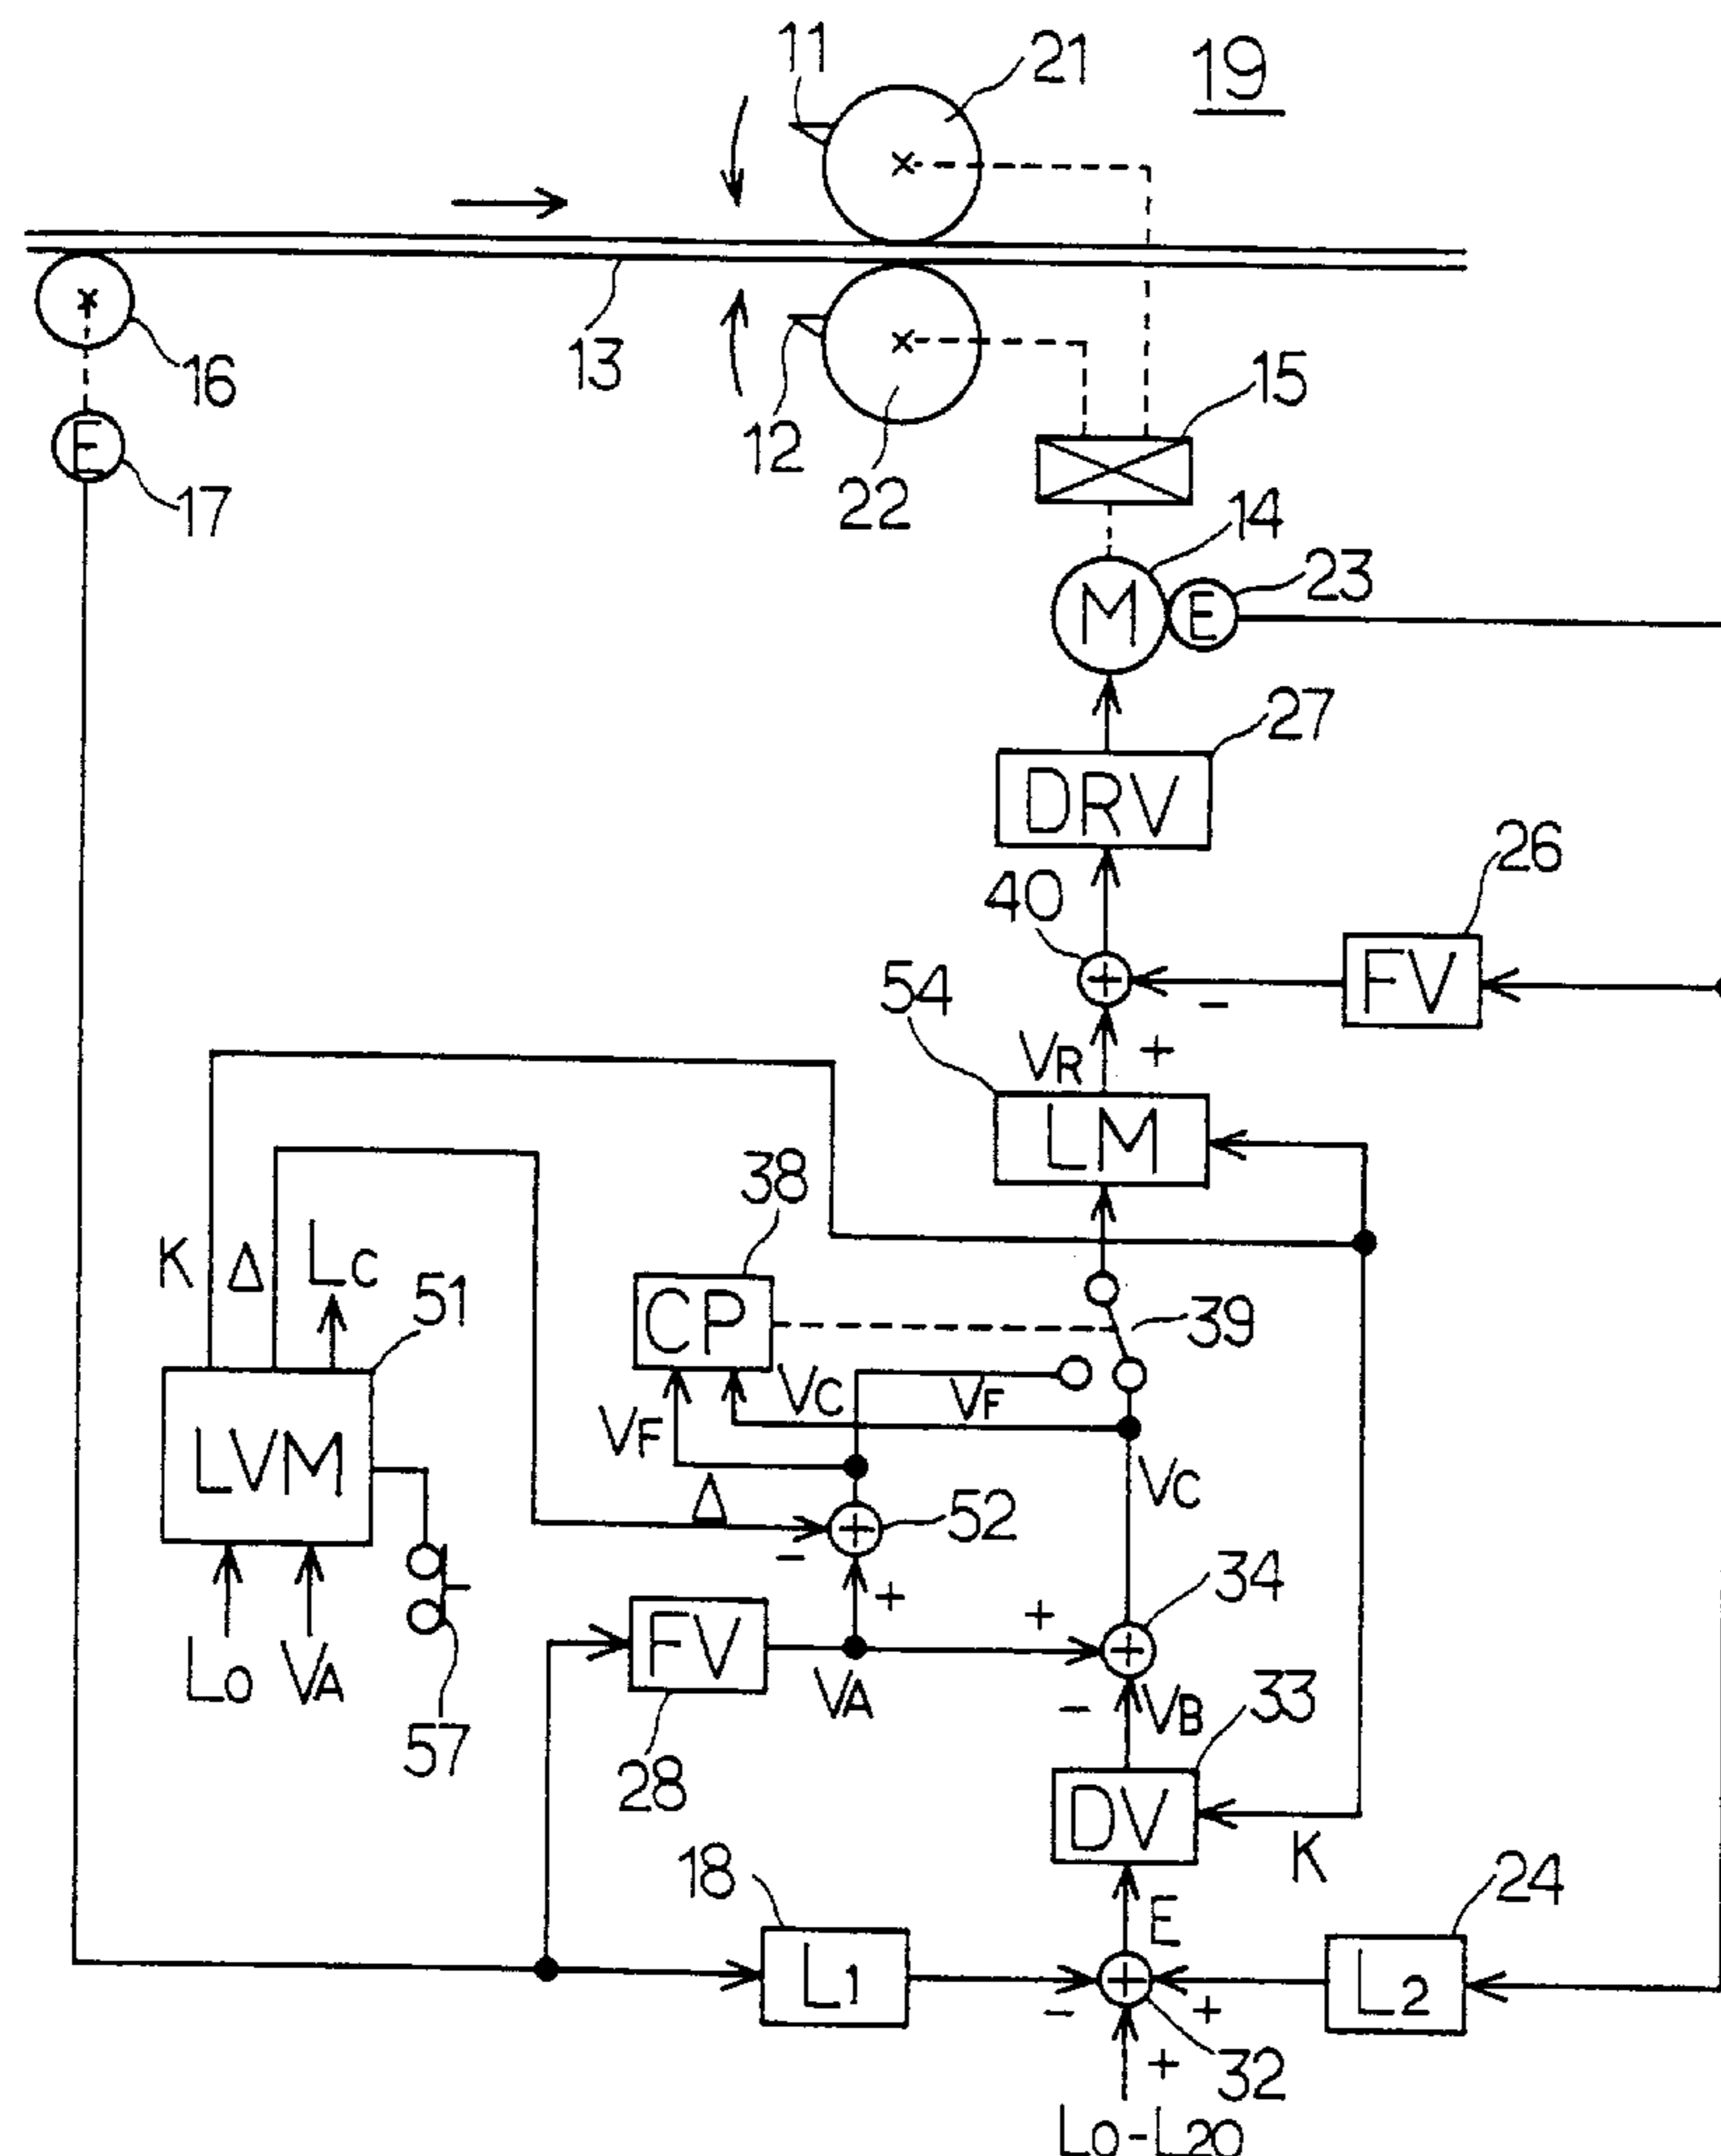 11
21
19
13
16
E
17
12
22
15
14
M
E
23
27
DRV
26
40
FV
-
54
VR
+
LM
38
K
Δ
LC
51
CP
39
VC
VF
VF
LVM
VC
Δ
52
-
34
+
+
FV
L0
VA
VA
33
-
VB
57
28
DV
K
18
24
E
L1
L2
-
+
+
32
L0-L20